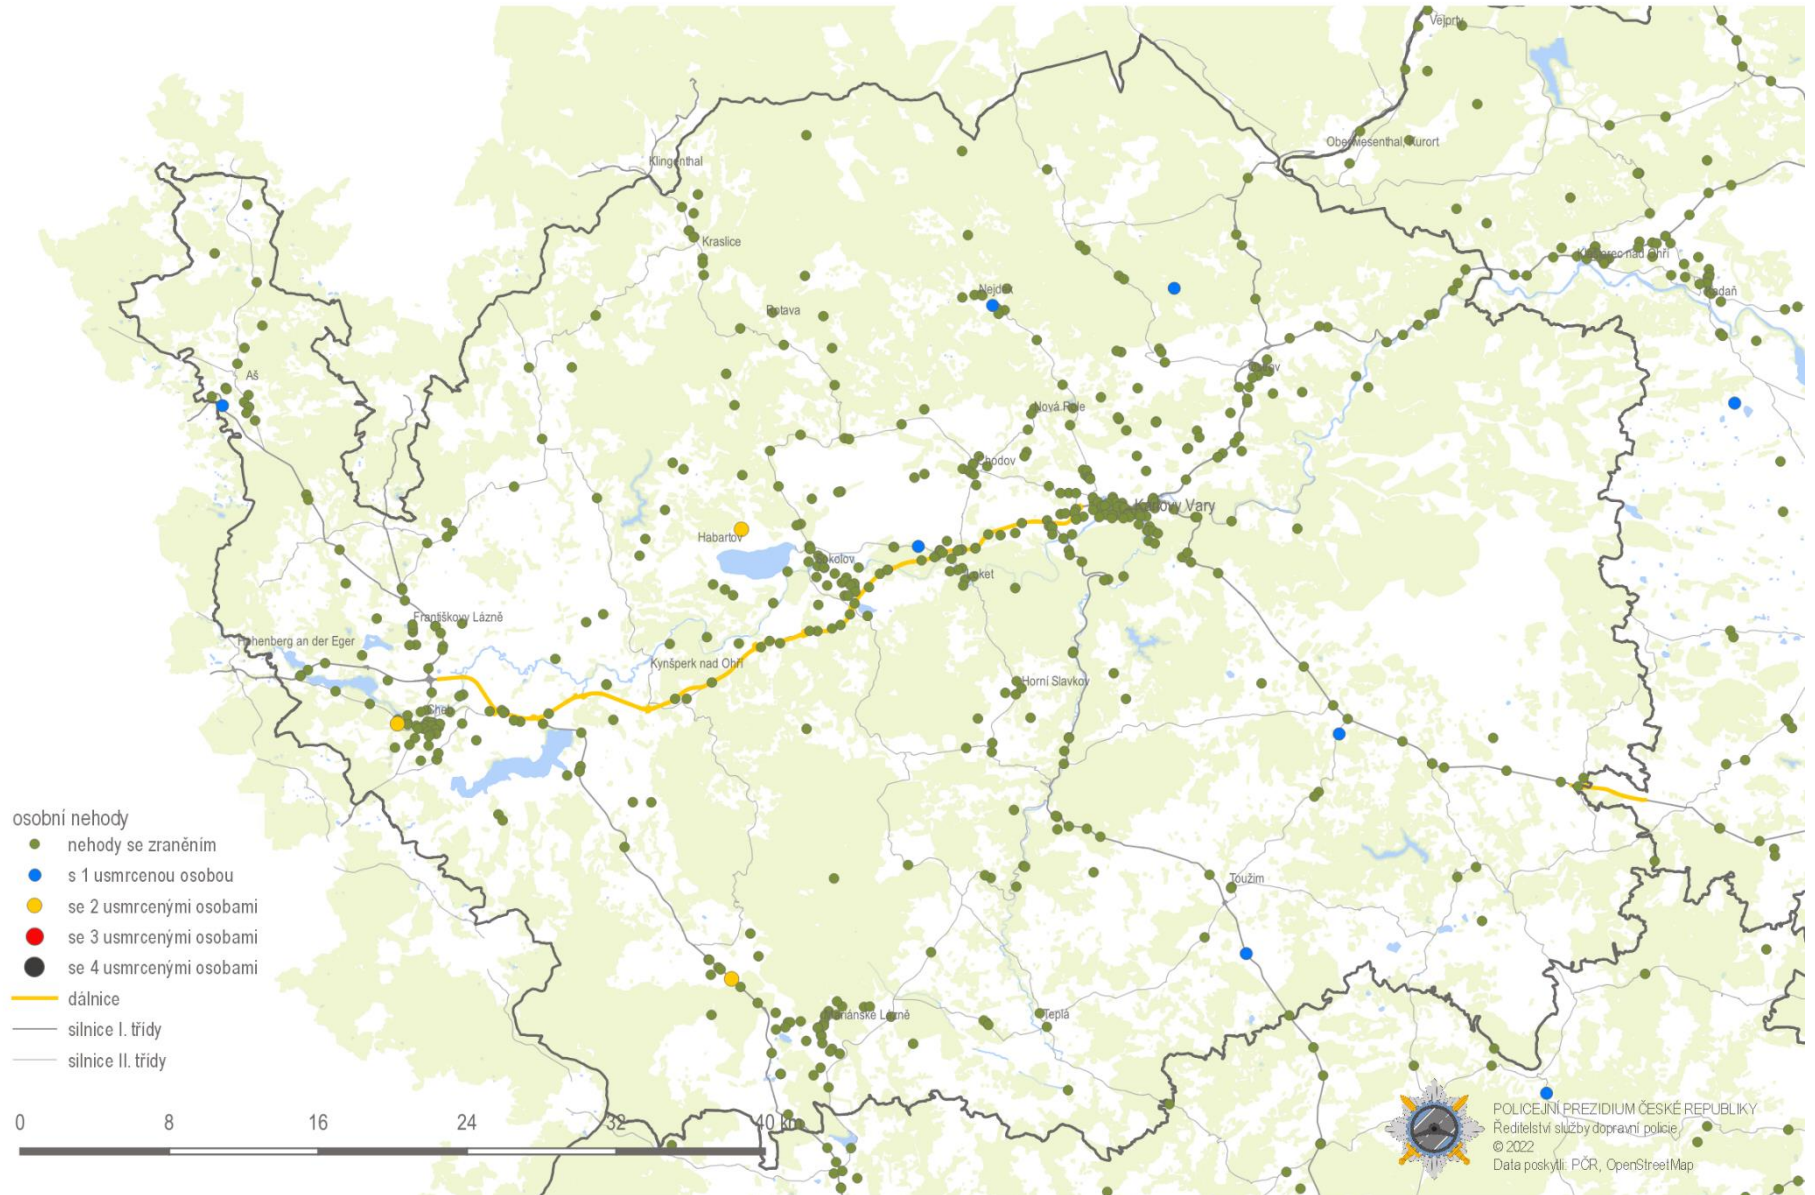 Vejprty
Oberwiesenthal, Kurort
Klingenthal
Kraslice
Klášterec nad Ohří
Kadaň
Nejdek
Rotava
Aš
Ostrov
Nová Role
Chodov
Karlovy Vary
Habartov
Sokolov
Loket
Františkovy Lázně
Hohenberg an der Eger
Kynšperk nad Ohří
Horní Slavkov
Cheb
Toužim
Mariánské Lázně
Teplá
osobní nehody
nehody se zraněním
s 1 usmrcenou osobou
se 2 usmrcenými osobami
se 3 usmrcenými osobami
se 4 usmrcenými osobami
dálnice
silnice I. třídy
silnice II. třídy
0 8 16 24 32 40 km
POLICEJNÍ PREZIDIUM ČESKÉ REPUBLIKY
Ředitelství služby dopravní policie
© 2022
Data poskytli: PČR, OpenStreetMap